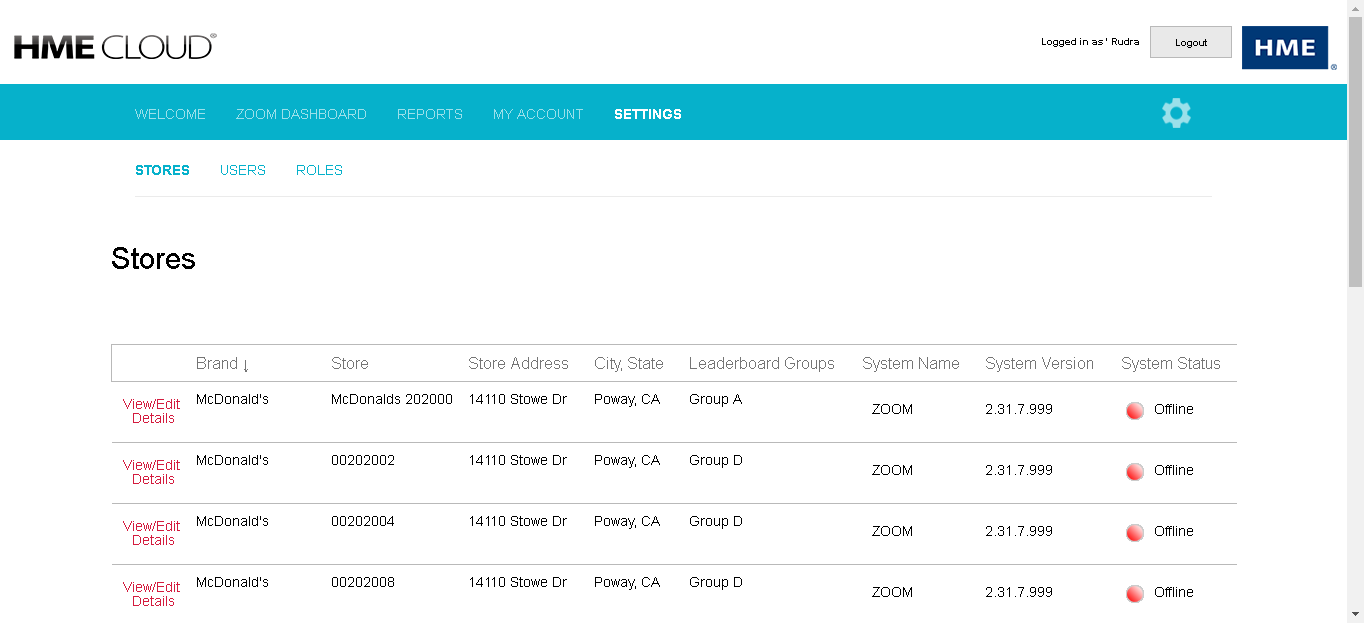 HME CLOUD®
Logged in as ' Rudra
Logout
HME®
WELCOME ZOOM DASHBOARD REPORTS MY ACCOUNT SETTINGS
STORES USERS ROLES
Stores
Brand ↓ Store Store Address City, State Leaderboard Groups System Name System Version System Status
View/Edit Details McDonald's McDonalds 202000 14110 Stowe Dr Poway, CA Group A ZOOM 2.31.7.999 Offline
View/Edit Details McDonald's 00202002 14110 Stowe Dr Poway, CA Group D ZOOM 2.31.7.999 Offline
View/Edit Details McDonald's 00202004 14110 Stowe Dr Poway, CA Group D ZOOM 2.31.7.999 Offline
View/Edit Details McDonald's 00202008 14110 Stowe Dr Poway, CA Group D ZOOM 2.31.7.999 Offline